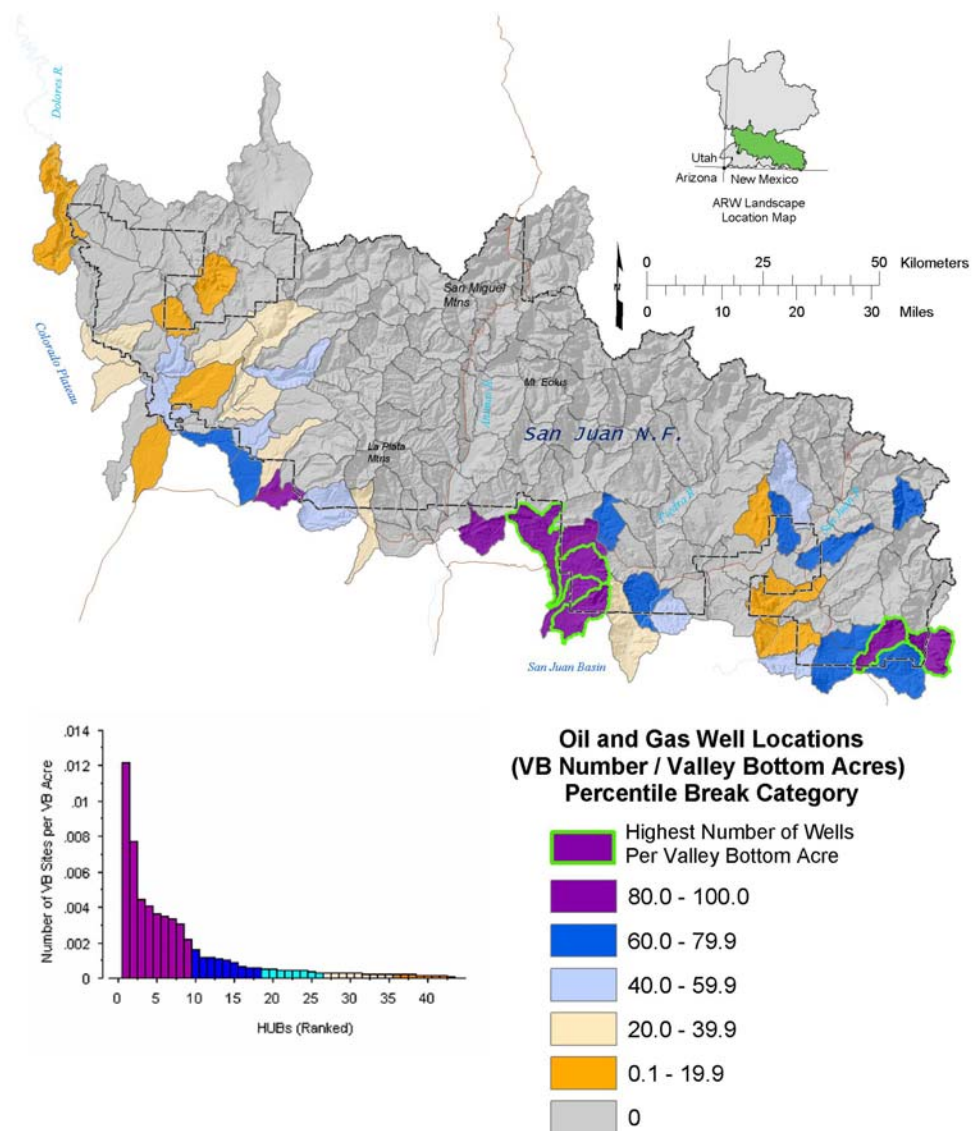 Dolores R.
Utah
Arizona
New Mexico
ARW Landscape
Location Map
N
0 25 50 Kilometers
0 10 20 30 Miles
San Miguel
Mtns
Colorado Plateau
Mt. Eolus
Animas R.
San Juan N.F.
La Plata
Mtns
Piedra R.
San Juan R.
San Juan Basin
Oil and Gas Well Locations
(VB Number / Valley Bottom Acres)
Percentile Break Category
Highest Number of Wells
Per Valley Bottom Acre
80.0 - 100.0
60.0 - 79.9
40.0 - 59.9
20.0 - 39.9
0.1 - 19.9
0
Number of VB Sites per VB Acre
.014
.012
.01
.008
.006
.004
.002
0
0 5 10 15 20 25 30 35 40
HUBs (Ranked)